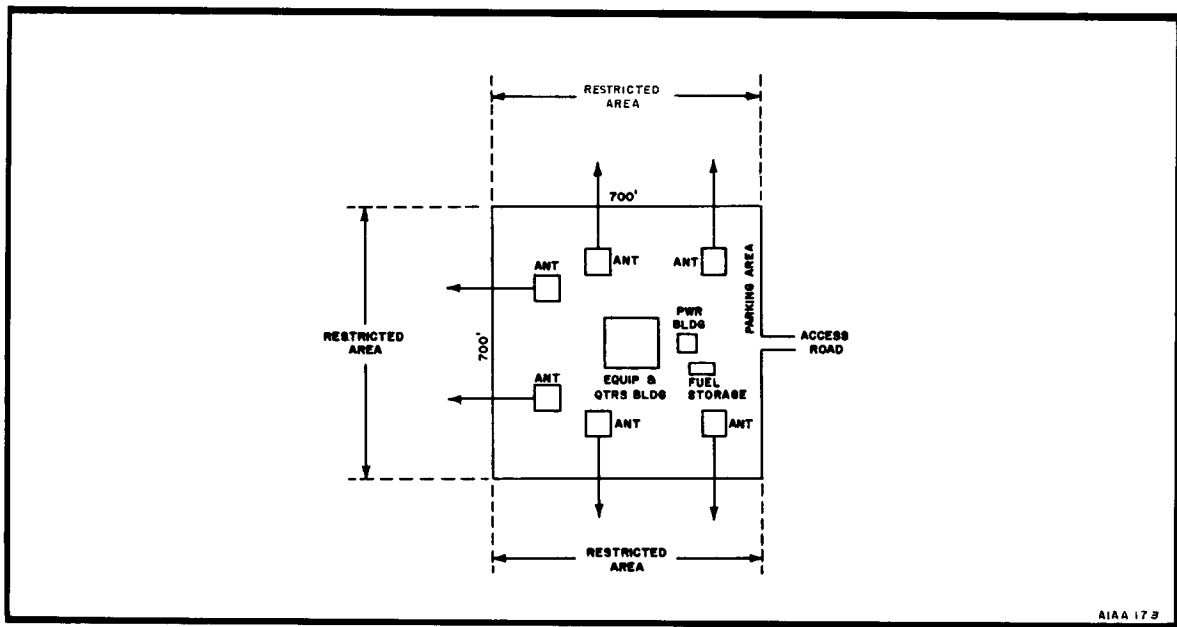 RESTRICTED
AREA
700'
ANT
ANT
ANT
PARKING AREA
PWR
BLDG
ACCESS
ROAD
RESTRICTED
AREA
700'
ANT
EQUIP &
QTRS BLDG
FUEL
STORAGE
ANT
ANT
RESTRICTED
AREA
AIAA 173